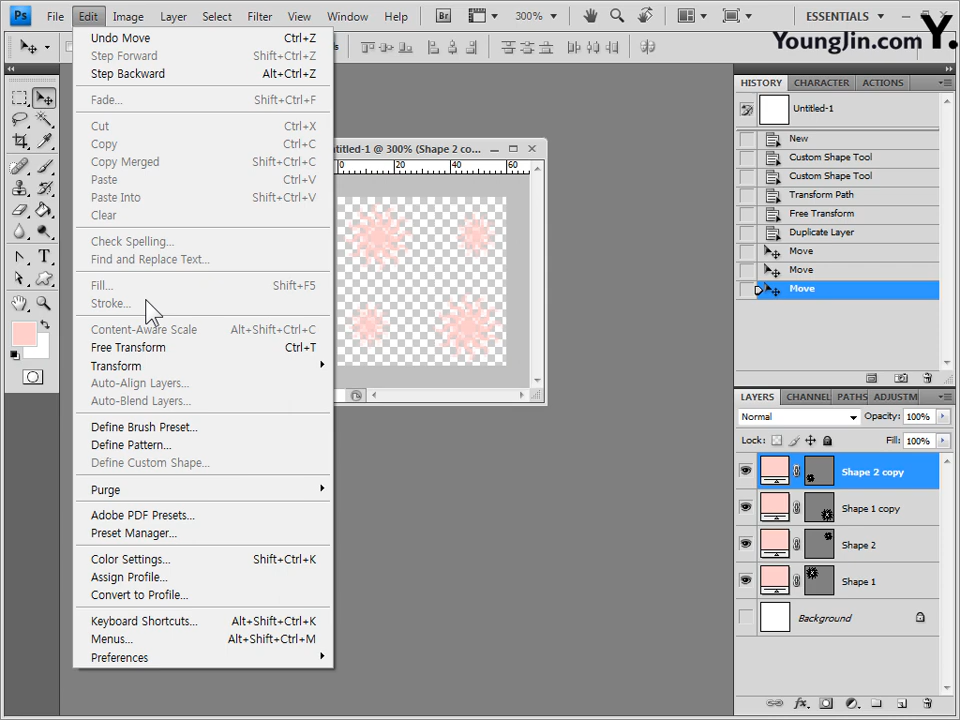 Ps File Edit Image Layer Select Filter View Window Help Br 300% ESSENTIALS
YoungJin.com Y.
Undo Move Ctrl+Z
Step Forward Shift+Ctrl+Z
Step Backward Alt+Ctrl+Z
Fade... Shift+Ctrl+F
Cut Ctrl+X
Copy Ctrl+C
Copy Merged Shift+Ctrl+C
Paste Ctrl+V
Paste Into Shift+Ctrl+V
Clear
Check Spelling...
Find and Replace Text...
Fill... Shift+F5
Stroke...
Content-Aware Scale Alt+Shift+Ctrl+C
Free Transform Ctrl+T
Transform
Auto-Align Layers...
Auto-Blend Layers...
Define Brush Preset...
Define Pattern...
Define Custom Shape...
Purge
Adobe PDF Presets...
Preset Manager...
Color Settings... Shift+Ctrl+K
Assign Profile...
Convert to Profile...
Keyboard Shortcuts... Alt+Shift+Ctrl+K
Menus... Alt+Shift+Ctrl+M
Preferences
ntitled-1 @ 300% (Shape 2 co...
0 20 40 60
HISTORY CHARACTER ACTIONS
Untitled-1
New
Custom Shape Tool
Custom Shape Tool
Transform Path
Free Transform
Duplicate Layer
Move
Move
Move
LAYERS CHANNEL PATHS ADJUSTM
Normal Opacity: 100%
Lock: Fill: 100%
Shape 2 copy
Shape 1 copy
Shape 2
Shape 1
Background
fx